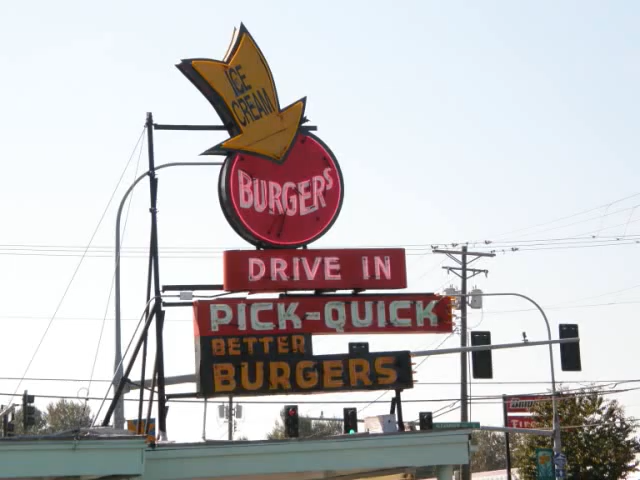 ICE
CREAM
BURGERS
DRIVE IN
PICK-QUICK
BETTER
BURGERS